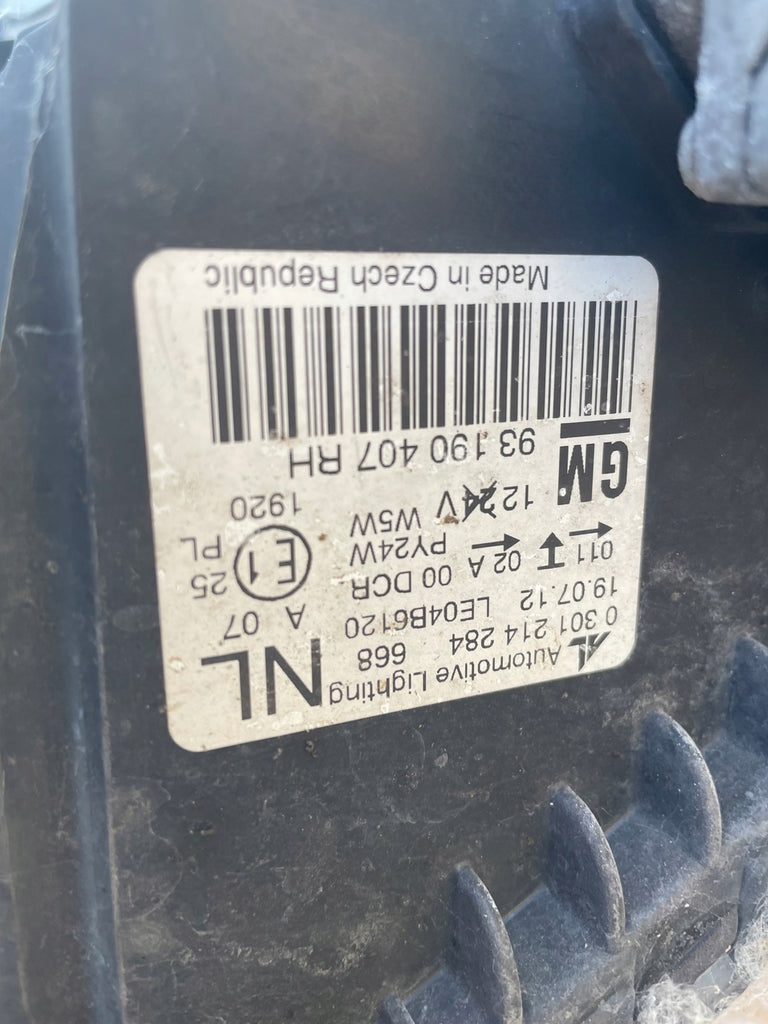 Automotive Lighting NL
0 301 214 284 668
19.07.12 LE04B6120 A 07
011 02 A 00 DCR E1 25
PY24W PL
1224V W5W 1920
GM 93 190 407 RH
Made in Czech Republic